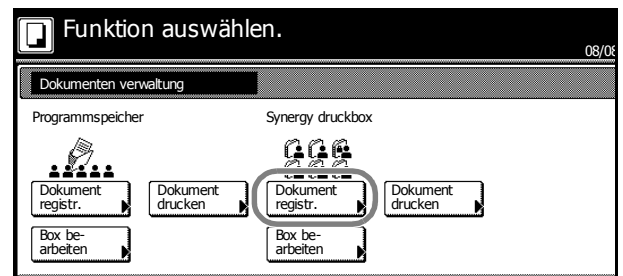 Funktion auswählen.
08/08
Dokumenten verwaltung
Programmspeicher
Synergy druckbox
Dokument
registr.
Dokument
drucken
Dokument
registr.
Dokument
drucken
Box be-
arbeiten
Box be-
arbeiten